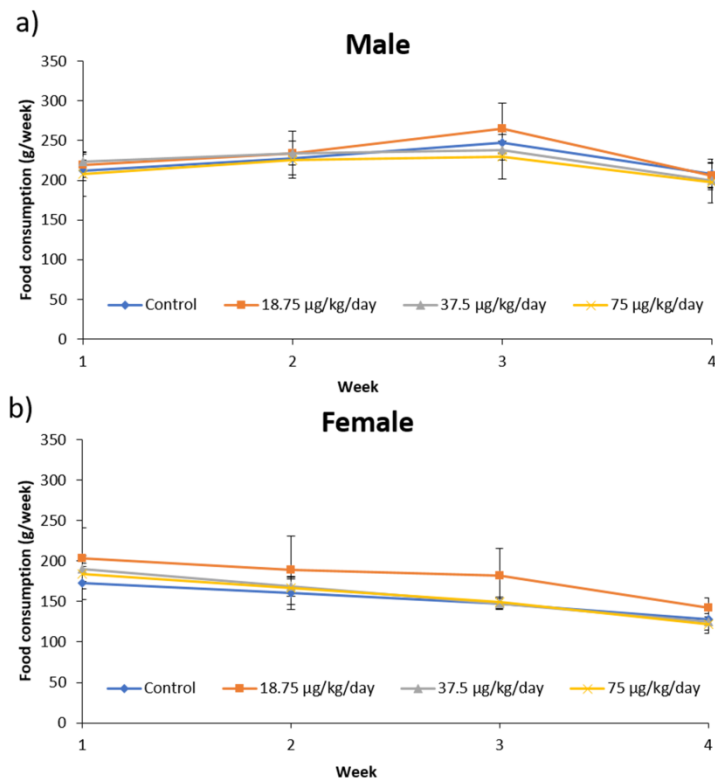 a)
Male
Food consumption (g/week)
350
300
250
200
150
100
50
0
Control 18.75 µg/kg/day 37.5 µg/kg/day 75 µg/kg/day
1 2 3 4
Week
b)
Female
Food consumption (g/week)
350
300
250
200
150
100
50
0
Control 18.75 µg/kg/day 37.5 µg/kg/day 75 µg/kg/day
1 2 3 4
Week